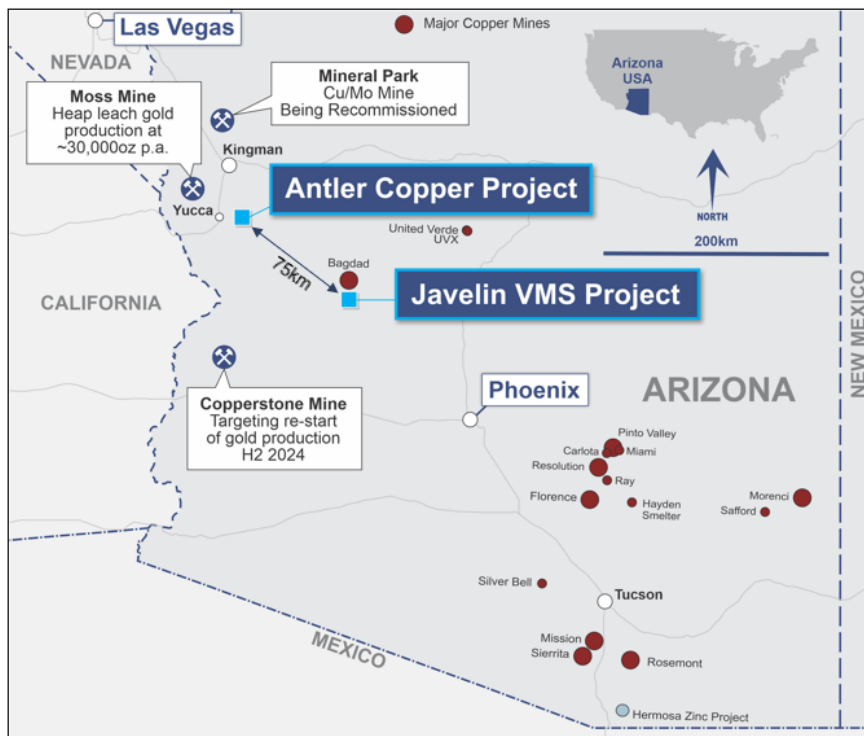 Las Vegas
Major Copper Mines
NEVADA
Arizona
USA
Mineral Park
Cu/Mo Mine
Being Recommissioned
Moss Mine
Heap leach gold
production at
~30,000oz p.a.
Kingman
Antler Copper Project
Yucca
NORTH
200km
United Verde
UVX
75km
Bagdad
Javelin VMS Project
CALIFORNIA
NEW MEXICO
ARIZONA
Phoenix
Copperstone Mine
Targeting re-start
of gold production
H2 2024
Pinto Valley
Carlota
Miami
Resolution
Ray
Florence
Hayden
Smelter
Morenci
Safford
Silver Bell
Tucson
Mission
Sierrita
Rosemont
MEXICO
Hermosa Zinc Project